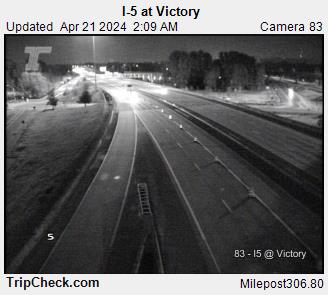 I-5 at Victory
Updated Apr 21 2024 2:09 AM Camera 83
T
S
83 - I5 @ Victory
TripCheck.com Milepost306.80